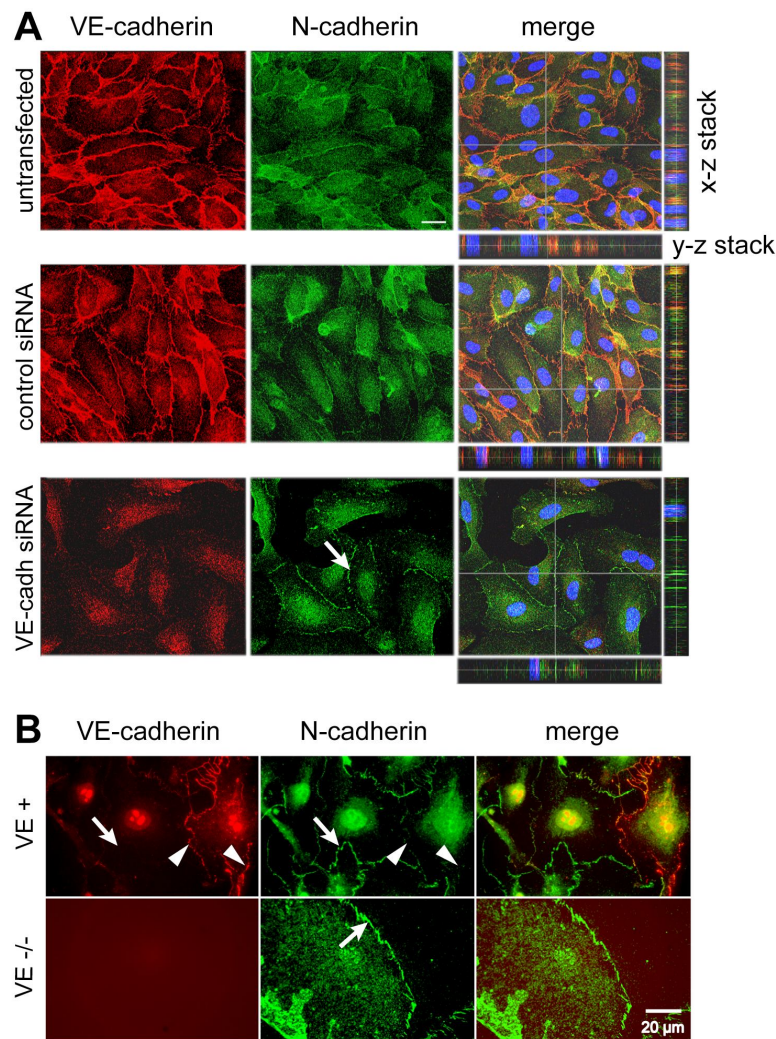 A
VE-cadherin
N-cadherin
merge
untransfected
x-z stack
y-z stack
control siRNA
VE-cadh siRNA
B
VE-cadherin
N-cadherin
merge
VE +
VE -/-
20 µm